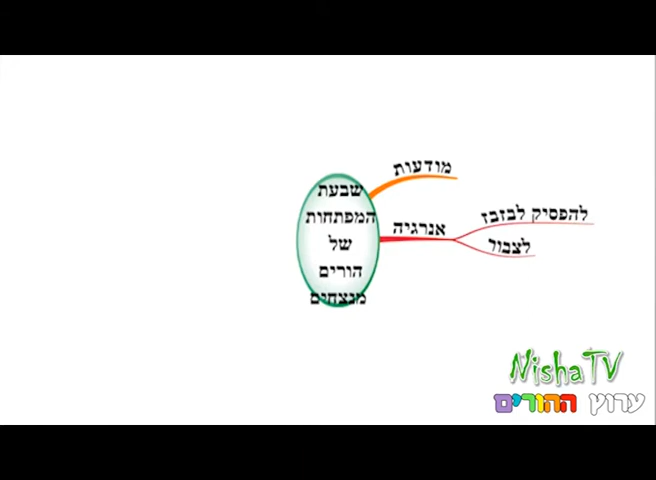 שבעת
המפתחות
של
הורים
מנצחים
מודעות
אנרגיה
להפסיק לבזבז
לצבור
NishaTV
ערוץ ההורים